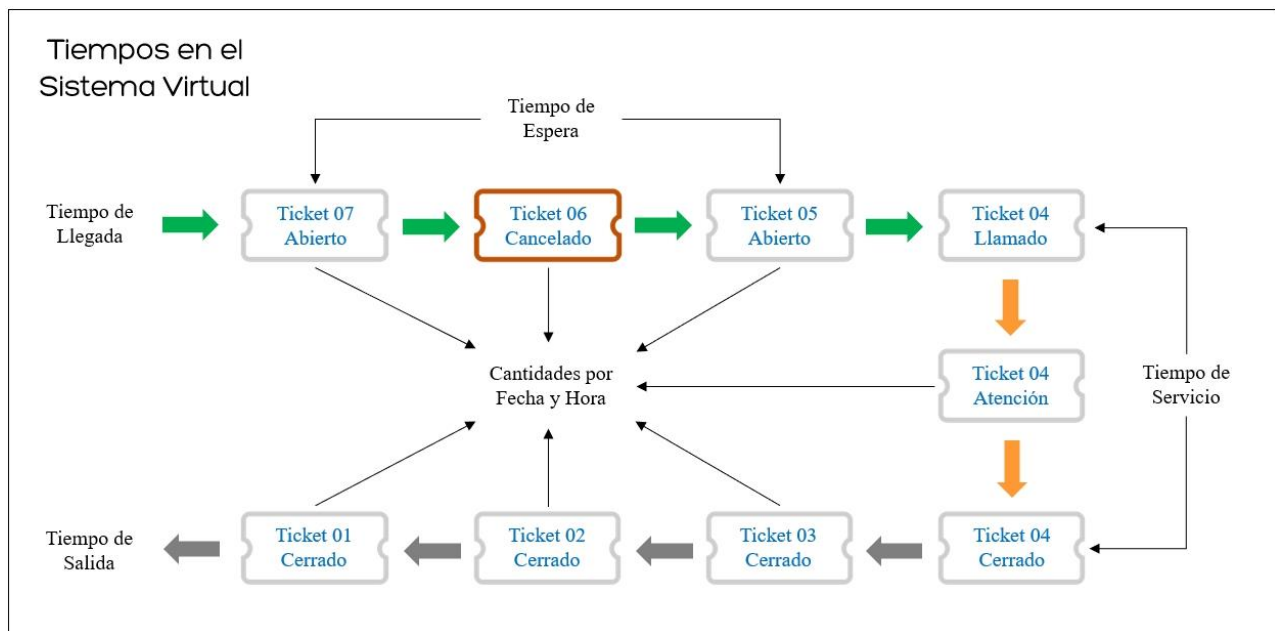 Tiempos en el
Sistema Virtual
Tiempo de
Espera
Tiempo de
Llegada
Ticket 07
Abierto
Ticket 06
Cancelado
Ticket 05
Abierto
Ticket 04
Llamado
Cantidades por
Fecha y Hora
Ticket 04
Atención
Tiempo de
Servicio
Tiempo de
Salida
Ticket 01
Cerrado
Ticket 02
Cerrado
Ticket 03
Cerrado
Ticket 04
Cerrado